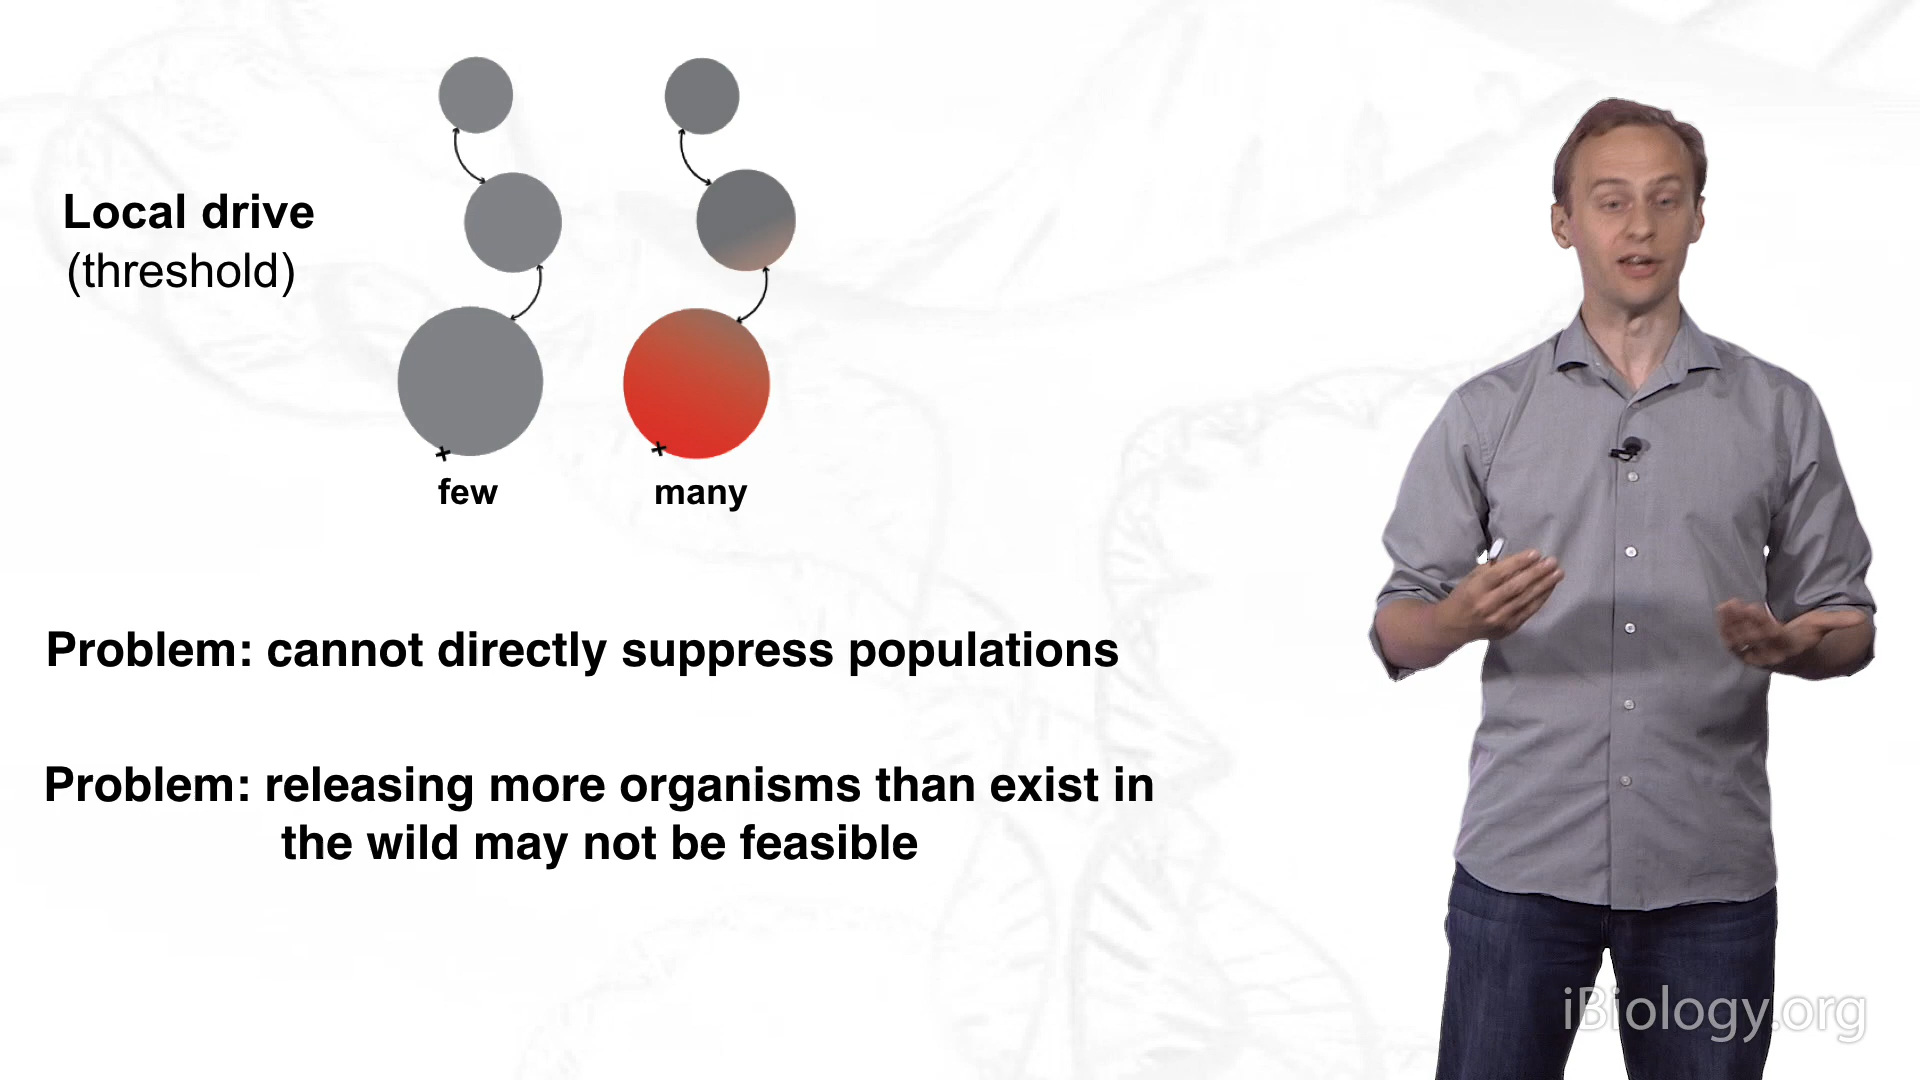 Local drive
(threshold)
few
many
Problem: cannot directly suppress populations
Problem: releasing more organisms than exist in
the wild may not be feasible
iBiology.org